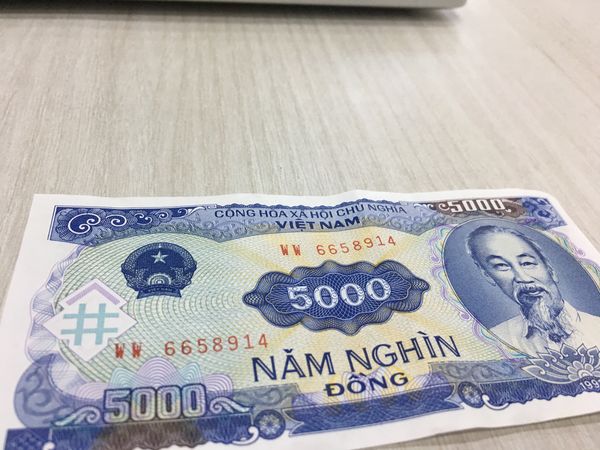 CỘNG HÒA XÃ HỘI CHỦ NGHĨA
VIỆT NAM
5000
WW 6658914
5000
#
WW 6658914
NĂM NGHÌN
ĐỒNG
5000